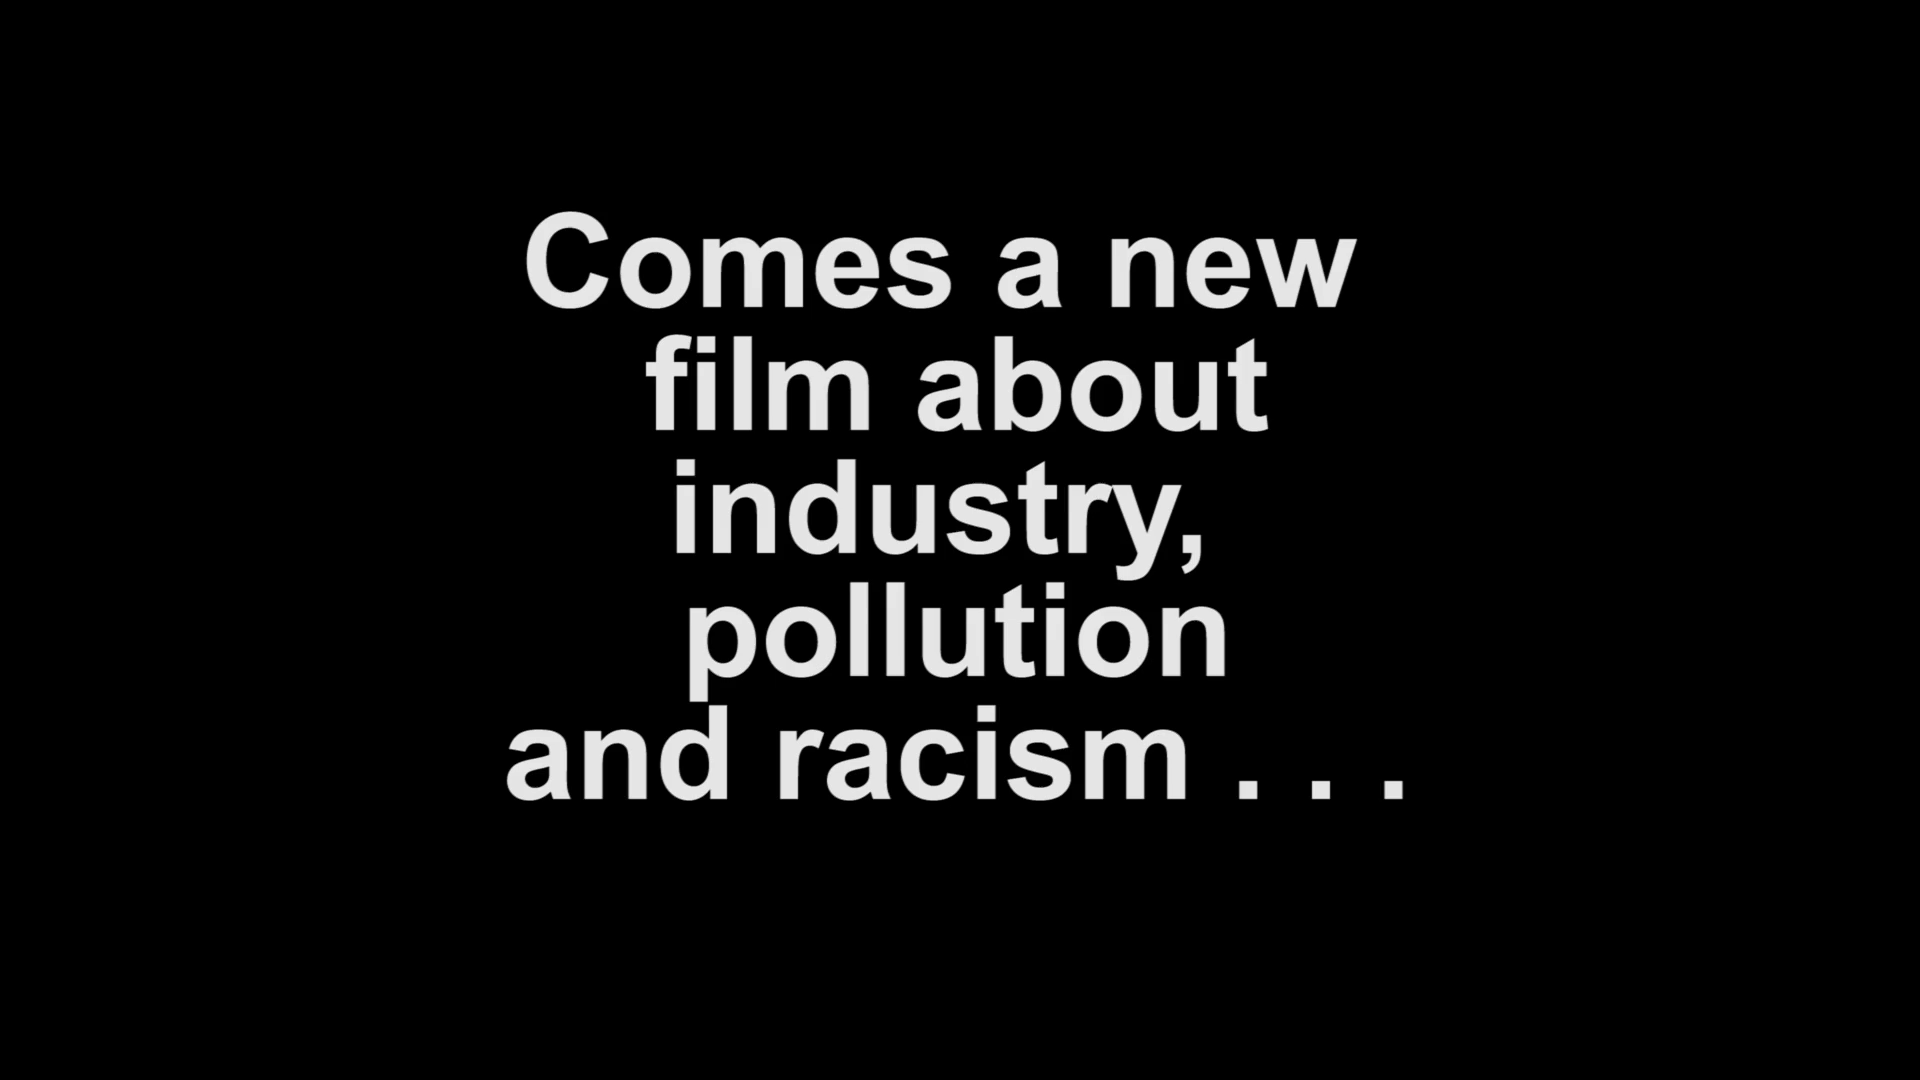 Comes a new
film about
industry,
pollution
and racism . . .